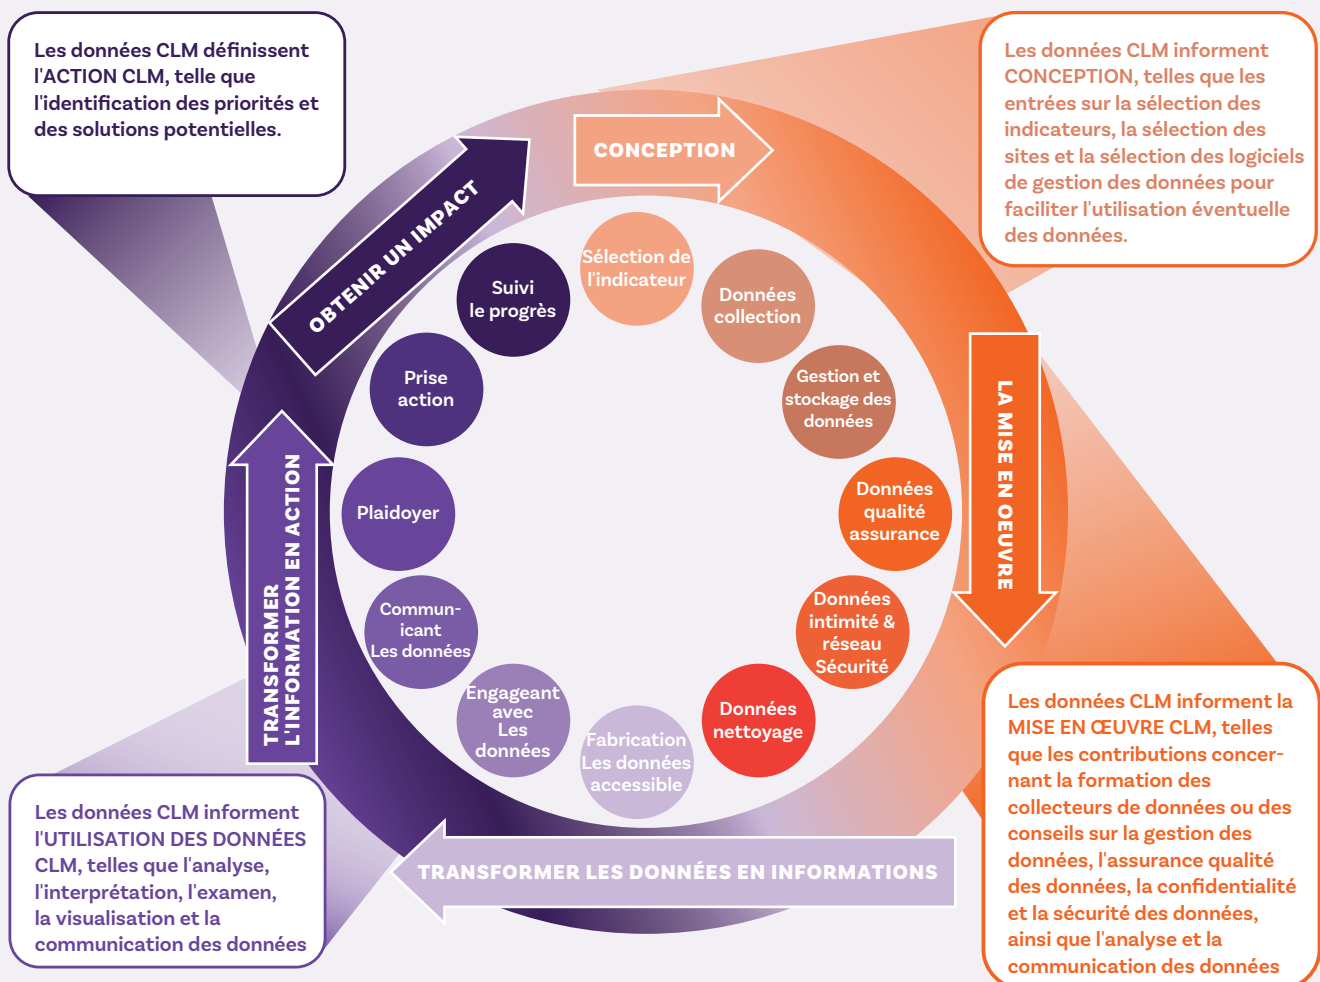 Les données CLM définissent
l'ACTION CLM, telle que
l'identification des priorités et
des solutions potentielles.
Les données CLM informent
CONCEPTION, telles que les
entrées sur la sélection des
indicateurs, la sélection des
sites et la sélection des logiciels
de gestion des données pour
faciliter l'utilisation éventuelle
des données.
CONCEPTION
OBTENIR UN IMPACT
LA MISE EN OEUVRE
TRANSFORMER
L'INFORMATION EN ACTION
TRANSFORMER LES DONNÉES EN INFORMATIONS
Sélection de
l'indicateur
Données
collection
Gestion et
stockage des
données
Données
qualité
assurance
Données
intimité &
réseau
Sécurité
Données
nettoyage
Fabrication
Les données
accessible
Engageant
avec
Les
données
Commun-
icant
Les données
Plaidoyer
Prise
action
Suivi
le progrès
Les données CLM informent
l'UTILISATION DES DONNÉES
CLM, telles que l'analyse,
l'interprétation, l'examen,
la visualisation et la
communication des données
Les données CLM informent la
MISE EN ŒUVRE CLM, telles
que les contributions concer-
nant la formation des
collecteurs de données ou des
conseils sur la gestion des
données, l'assurance qualité
des données, la confidentialité
et la sécurité des données,
ainsi que l'analyse et la
communication des données